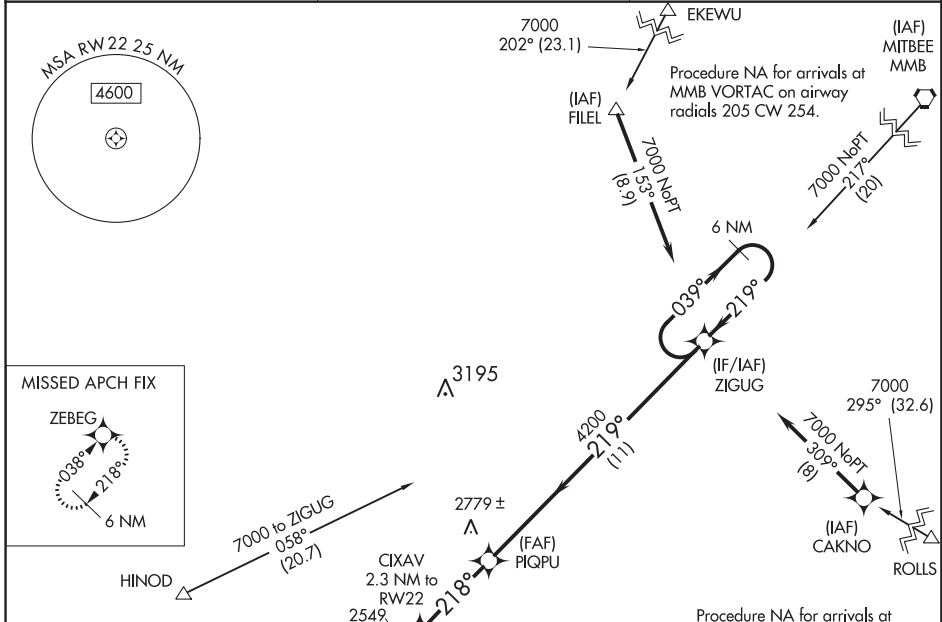 MSA RW 22 25 NM
4600
7000
202° (23.1)
EKEWU
(IAF)
MITBEE
MMB
Procedure NA for arrivals at
MMB VORTAC on airway
radials 205 CW 254.
(IAF)
FILEL
7000 NoPT
153°
(8.9)
7000 NoPT
217°
(20)
6 NM
039°
219°
(IF/IAF)
ZIGUG
3195
MISSED APCH FIX
ZEBEG
038°
218°
6 NM
4200
219°
(11)
7000
295° (32.6)
7000 NoPT
309°
(8)
(IAF)
CAKNO
ROLLS
7000 to ZIGUG
058°
(20.7)
HINOD
2779 ±
(FAF)
PIQPU
CIXAV
2.3 NM to
RW22
218°
2549
Procedure NA for arrivals at